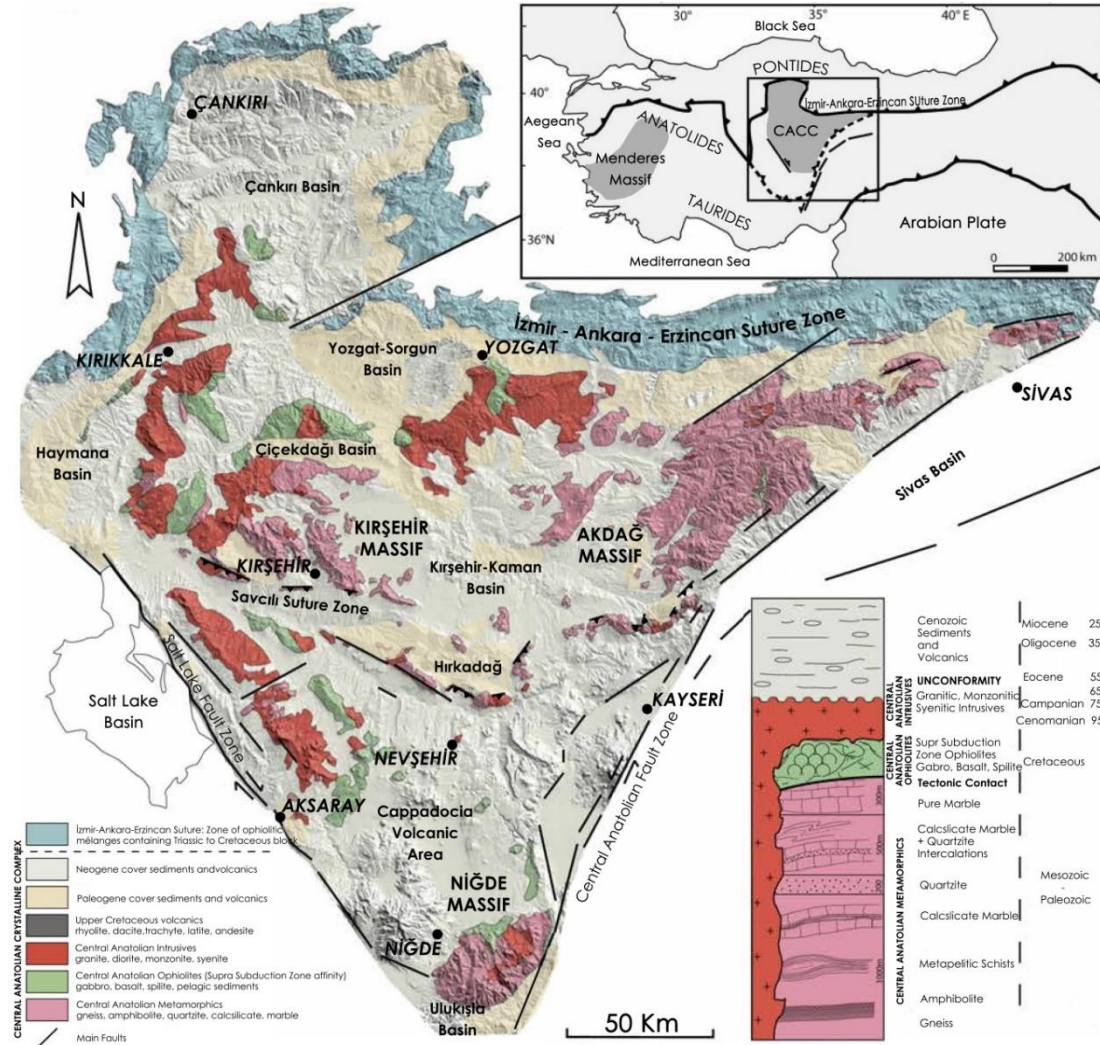 30°
35°
40° E
Black Sea
PONTIDES
40°
İzmir-Ankara-Erzincan SUture Zone
Aegean
Sea
ANATOLIDES
CACC
Menderes
Massif
TAURIDES
Arabian Plate
36°N
Mediterranean Sea
0 200 km
ÇANKIRI
Çankırı Basin
N
İzmir - Ankara - Erzincan Suture Zone
KIRIKKALE
Yozgat-Sorgun
Basin
YOZGAT
SİVAS
Haymana
Basin
Çiçekdağı Basin
Sivas Basin
KIRŞEHİR
MASSIF
AKDAĞ
MASSIF
KIRŞEHİR
Kırşehir-Kaman
Basin
Savcılı Suture Zone
Salt Lake Fault Zone
Hırkadağ
Salt Lake
Basin
KAYSERİ
NEVŞEHİR
AKSARAY
Cappadocia
Volcanic
Area
Central Anatolian Fault Zone
NİĞDE
MASSIF
NİĞDE
Ulukışla
Basin
50 Km
CENTRAL ANATOLIAN CRYSTALINE COMPLEX
İzmir-Ankara-Erzincan Suture: Zone of ophiolitic
mélanges containing Triassic to Cretaceous block
Neogene cover sediments andvolcanics
Paleogene cover sediments and volcanics
Upper Cretaceous volcanics
rhyolite, dacite,trachyte, latite, andesite
Central Anatolian Intrusives
granite, diorite, monzonite, syenite
Central Anatolian Ophiolites (Supra Subduction Zone affinity)
gabbro, basalt, spilite, pelagic sediments
Central Anatolian Metamorphics
gneiss, amphibolite, quartzite, calcsilicate, marble
Main Faults
Cenozoic
Sediments
and
Volcanics
Miocene 25
Oligocene 35
UNCONFORMITY
Eocene 55
65
CENTRAL
ANATOLIAN
INTRUSIVES
Granitic, Monzonitic
Syenitic Intrusives
Campanian 75
Cenomanian 95
CENTRAL
ANATOLIAN
OPHIOLITES
Supr Subduction
Zone Ophiolites
Gabro, Basalt, Spilite
Cretaceous
Tectonic Contact
300m
Pure Marble
500m
Calcslicate Marble
+ Quartzite
Intercalations
200
Quartzite
Mesozoic
-
Paleozoic
CENTRAL ANATOLIAN METAMORPHICS
Calcslicate Marble
1000m
Metapelitic Schists
Amphibolite
Gneiss